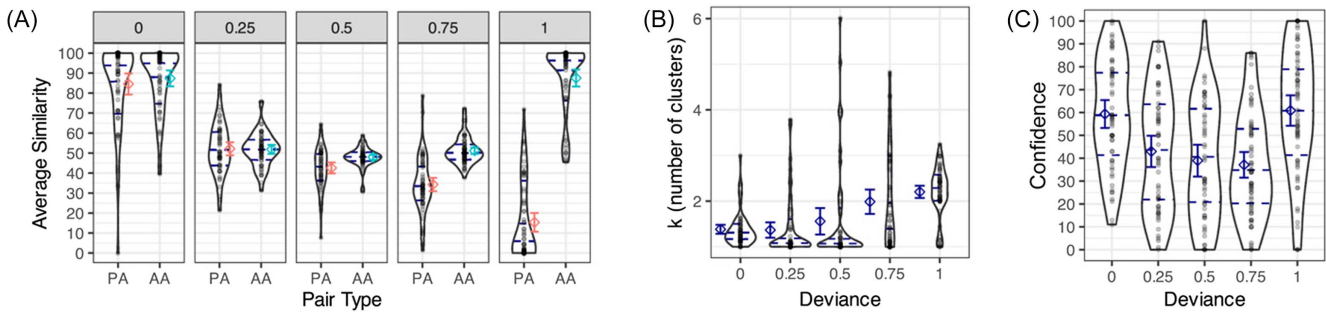 (A)
0 0.25 0.5 0.75 1
Average Similarity
100
90
80
70
60
50
40
30
20
10
0
PA AA PA AA PA AA PA AA PA AA
Pair Type
(B)
k (number of clusters)
6
4
2
0 0.25 0.5 0.75 1
Deviance
(C)
Confidence
100
90
80
70
60
50
40
30
20
10
0
0 0.25 0.5 0.75 1
Deviance